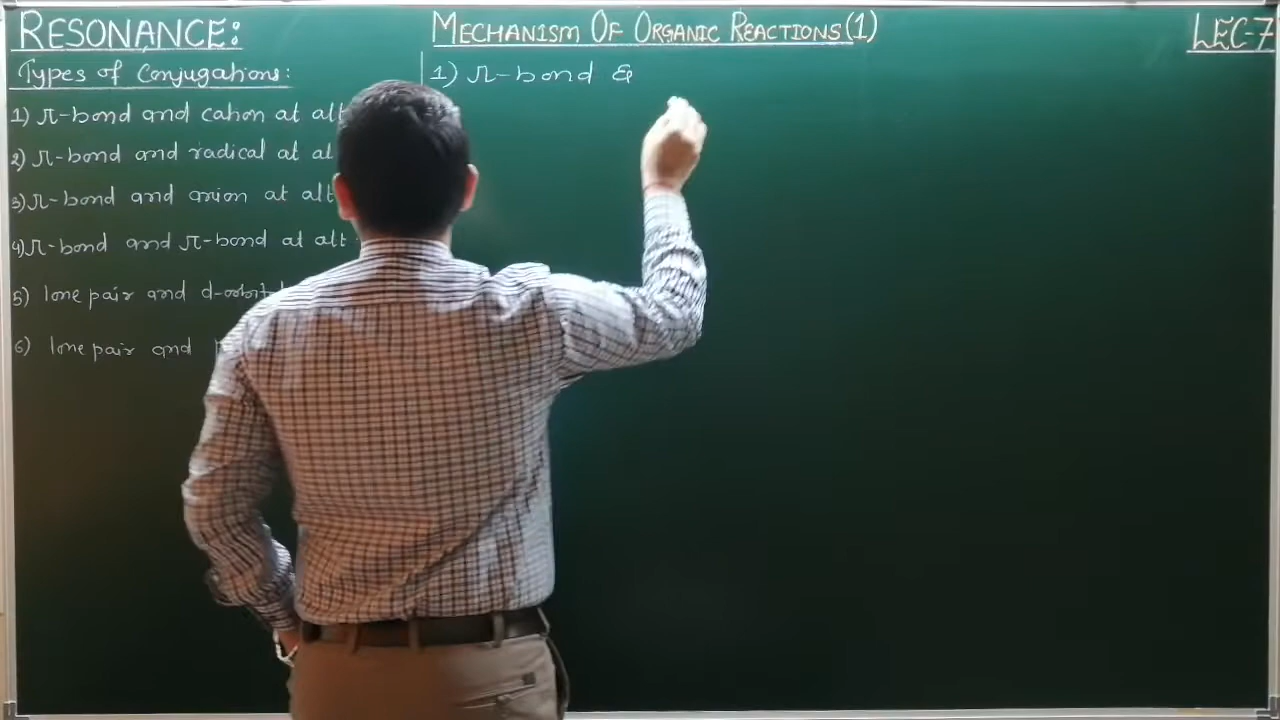 RESONANCE:
MECHANISM OF ORGANIC REACTIONS (1)
LEC-7
Types of Conjugations:
1) π-bond and cation at alt
2) π-bond and radical at al
3) π-bond and anion at alt
4) π-bond and π-bond at alt
5) lone pair and d-orbit
6) lone pair and
1) π-bond &